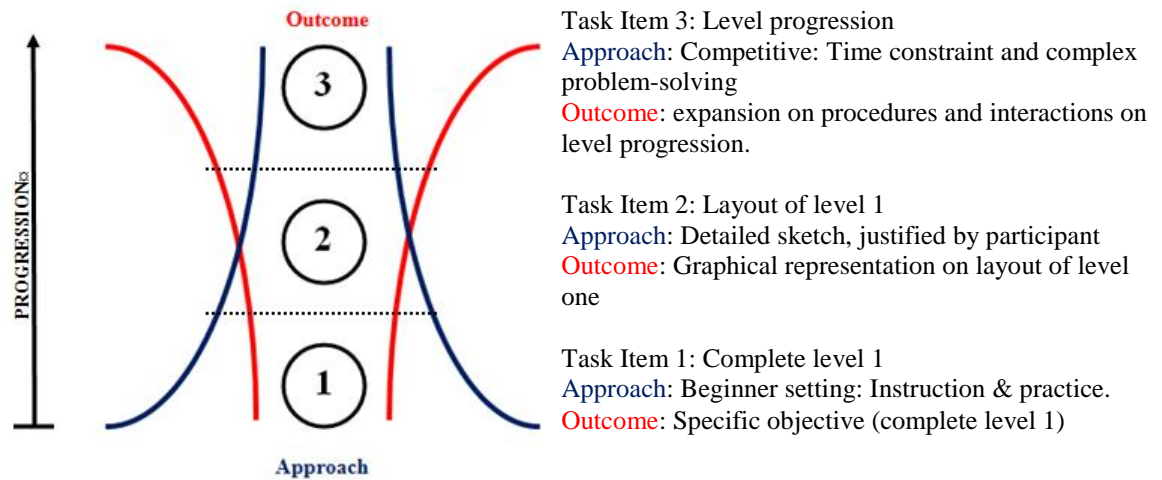 Outcome
3
2
1
PROGRESSION
Approach
Task Item 3: Level progression
Approach: Competitive: Time constraint and complex
problem-solving
Outcome: expansion on procedures and interactions on
level progression.
Task Item 2: Layout of level 1
Approach: Detailed sketch, justified by participant
Outcome: Graphical representation on layout of level
one
Task Item 1: Complete level 1
Approach: Beginner setting: Instruction & practice.
Outcome: Specific objective (complete level 1)